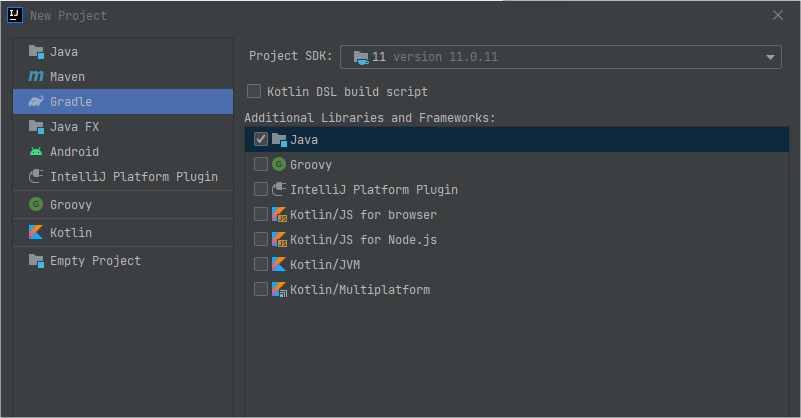 IJ New Project
Java
Maven
Gradle
Java FX
Android
IntelliJ Platform Plugin
Groovy
Kotlin
Empty Project
Project SDK: 11 version 11.0.11
Kotlin DSL build script
Additional Libraries and Frameworks:
Java
G Groovy
IntelliJ Platform Plugin
Kotlin/JS for browser
Kotlin/JS for Node.js
Kotlin/JVM
Kotlin/Multiplatform